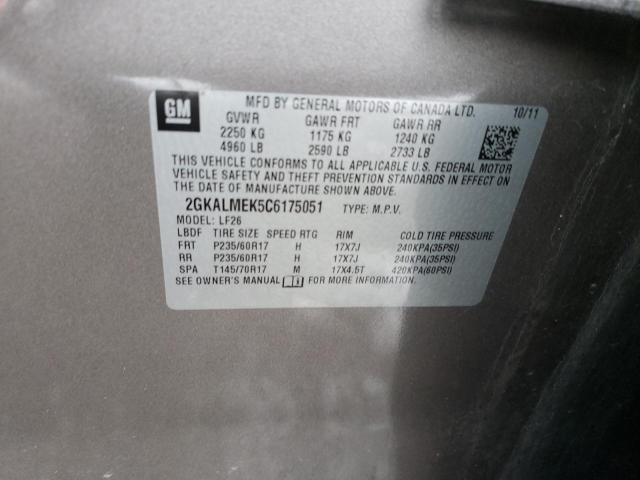 GM
MFD BY GENERAL MOTORS OF CANADA LTD. 10/11
GVWR GAWR FRT GAWR RR
2250 KG 1175 KG 1240 KG
4960 LB 2590 LB 2733 LB
THIS VEHICLE CONFORMS TO ALL APPLICABLE U.S. FEDERAL MOTOR
VEHICLE SAFETY AND THEFT PREVENTION STANDARDS IN EFFECT ON
THE DATE OF MANUFACTURE SHOWN ABOVE.
2GKALMEK5C6175051 TYPE: M.P.V.
MODEL: LF26
LBDF TIRE SIZE SPEED RTG RIM COLD TIRE PRESSURE
FRT P235/60R17 H 17X7J 240KPA(35PSI)
RR P235/60R17 H 17X7J 240KPA(35PSI)
SPA T145/70R17 M 17X4.5T 420KPA(60PSI)
SEE OWNER'S MANUAL FOR MORE INFORMATION.